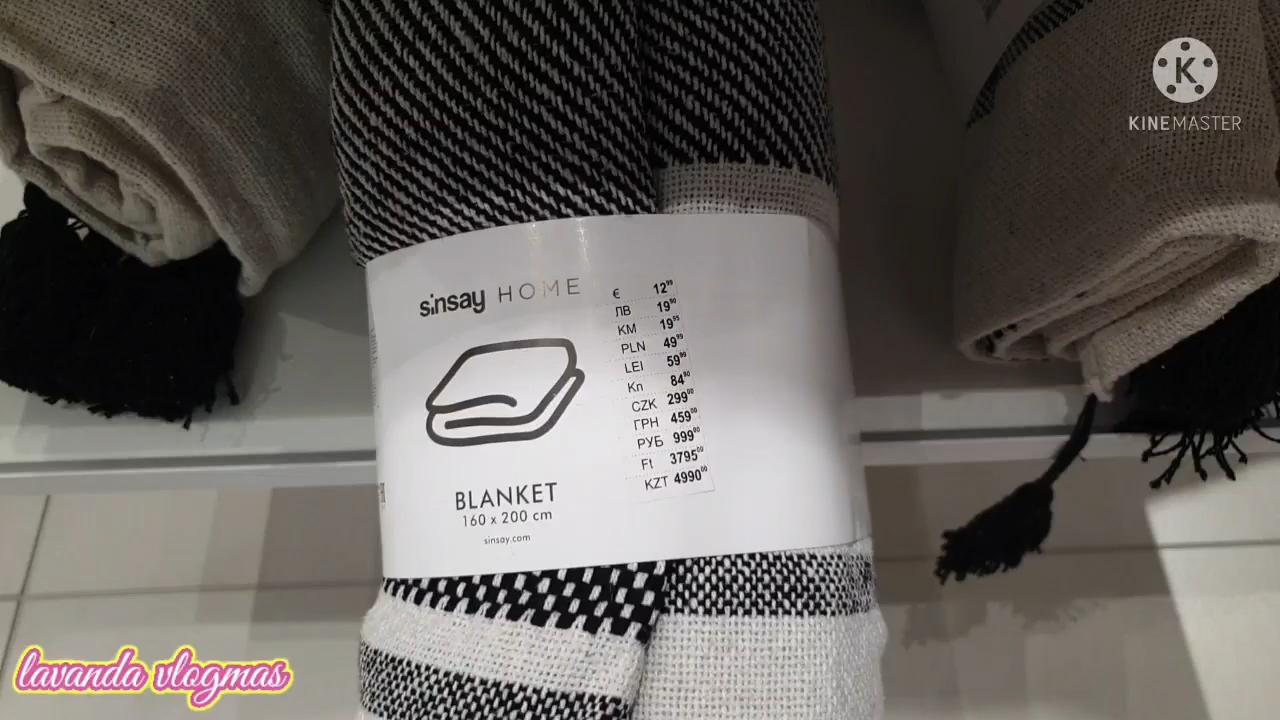 K
KINEMASTER
sinsay HOME
€ 12⁹⁹
ЛВ 19⁹⁰
KM 19⁹⁵
PLN 49⁹⁹
LEI 59⁹⁹
Kn 84⁹⁰
CZK 299⁰⁰
ГРН 459⁰⁰
РУБ 999⁰⁰
Ft 3795⁰⁰
KZT 4990⁰⁰
BLANKET
160 x 200 cm
sinsay.com
lavanda vlogmas